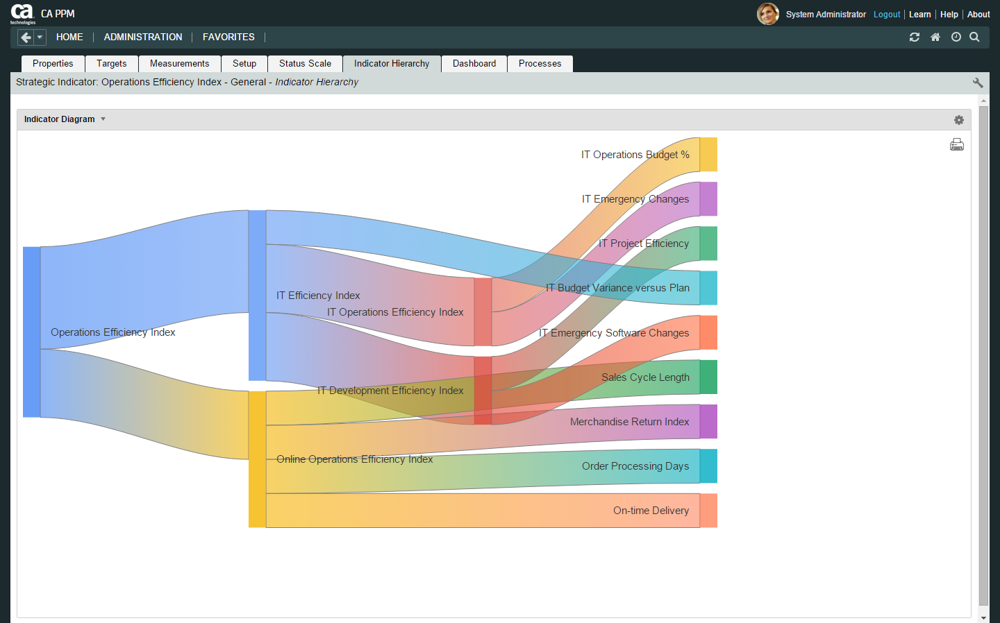 ca
technologies
CA PPM
System Administrator Logout Learn Help About
HOME ADMINISTRATION FAVORITES
Properties Targets Measurements Setup Status Scale Indicator Hierarchy Dashboard Processes
Strategic Indicator: Operations Efficiency Index - General - Indicator Hierarchy
Indicator Diagram
IT Operations Budget %
IT Emergency Changes
IT Project Efficiency
IT Budget Variance versus Plan
IT Efficiency Index
IT Operations Efficiency Index
Operations Efficiency Index
IT Emergency Software Changes
Sales Cycle Length
IT Development Efficiency Index
Merchandise Return Index
Online Operations Efficiency Index
Order Processing Days
On-time Delivery